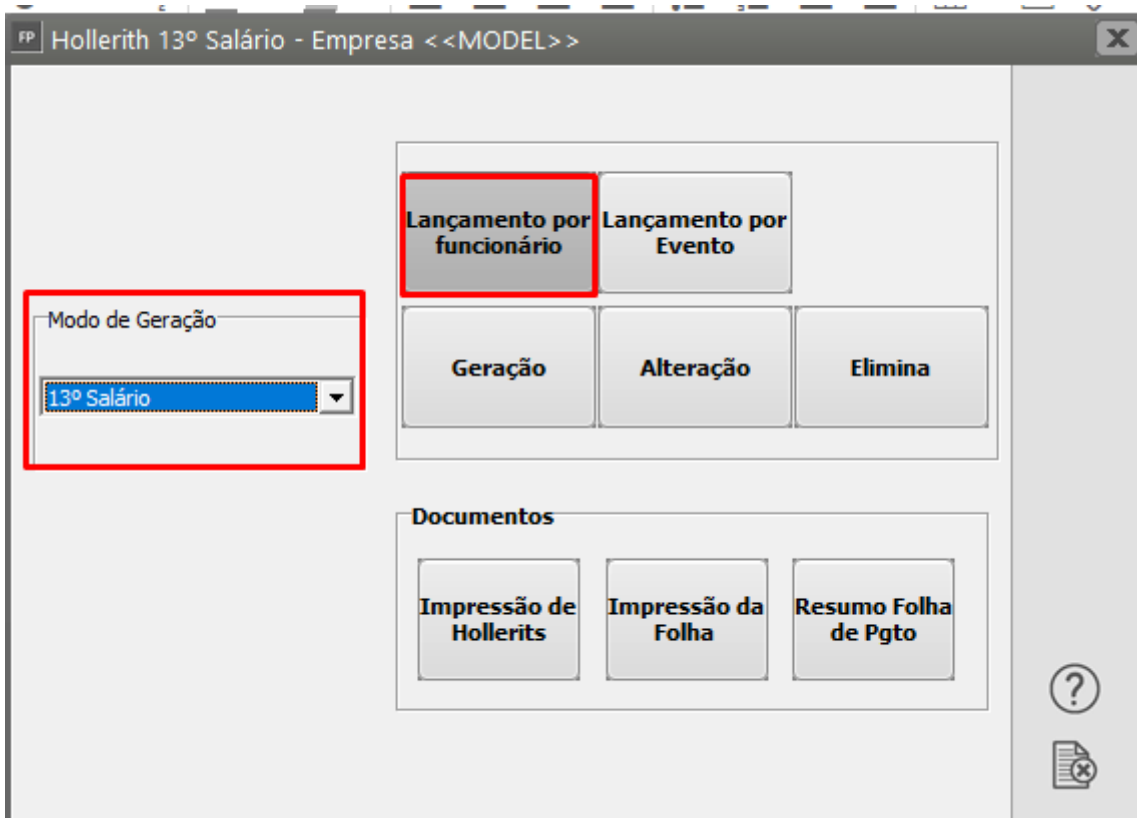 FP Hollerith 13º Salário - Empresa <<MODEL>>
Lançamento por
funcionário
Lançamento por
Evento
Modo de Geração
13º Salário
Geração
Alteração
Elimina
Documentos
Impressão de
Hollerits
Impressão da
Folha
Resumo Folha
de Pgto